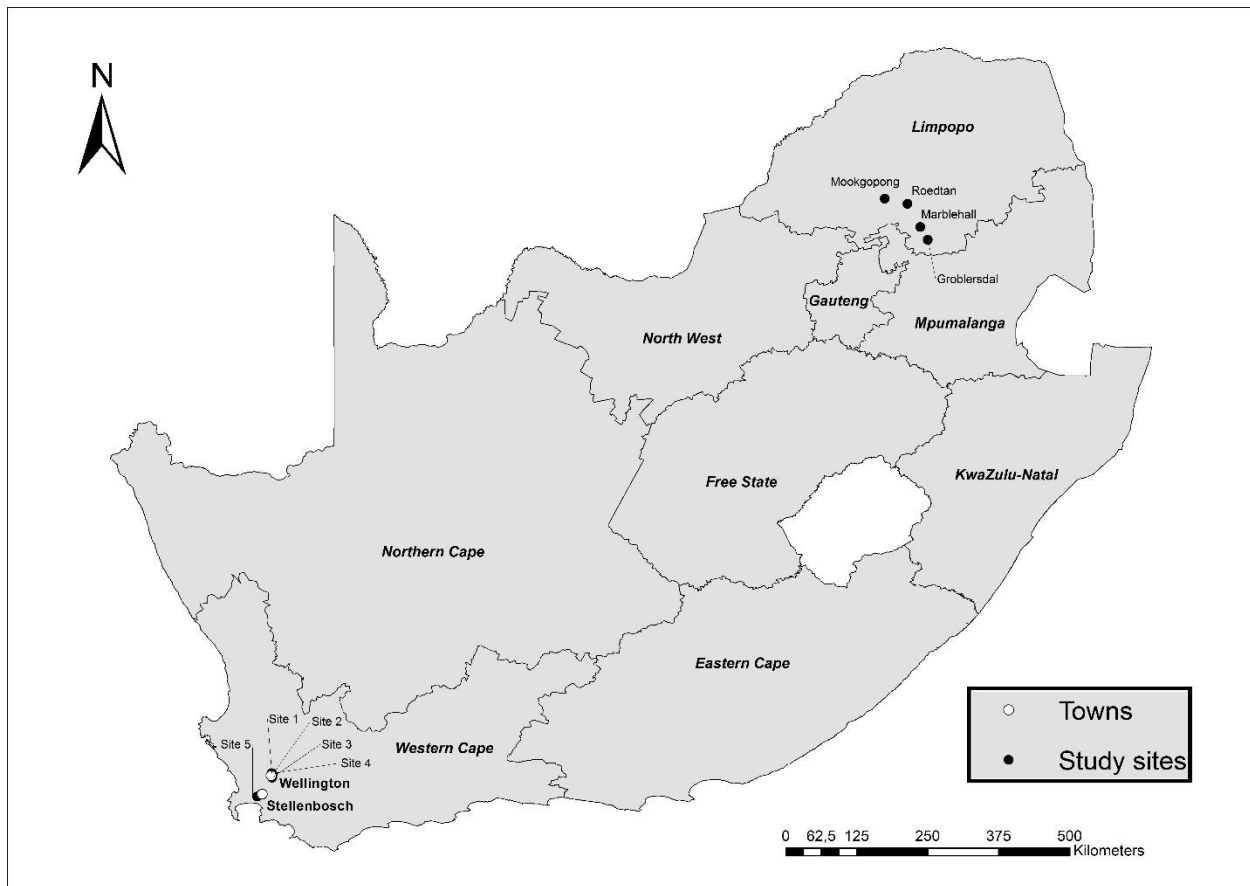 N
Limpopo
Mookgopong
Roedtan
Marblehall
Groblersdal
Gauteng
Mpumalanga
North West
Free State
KwaZulu-Natal
Northern Cape
Eastern Cape
Site 1
Site 2
Site 5
Site 3
Western Cape
Site 4
Wellington
Stellenbosch
Towns
Study sites
0 62,5 125 250 375 500
Kilometers